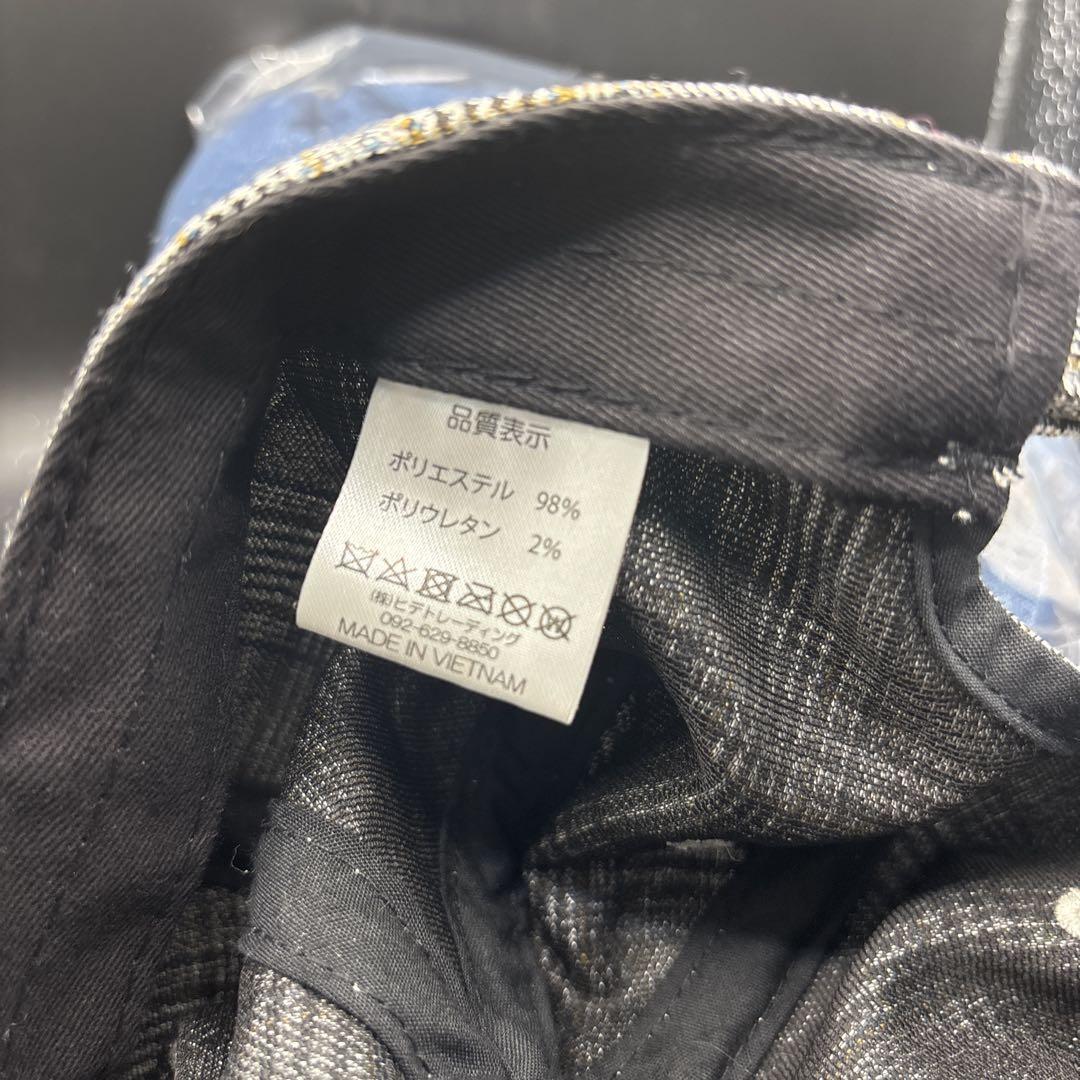 品質表示
ポリエステル 98%
ポリウレタン 2%
(株)ヒデトレーディング
092-629-8850
MADE IN VIETNAM